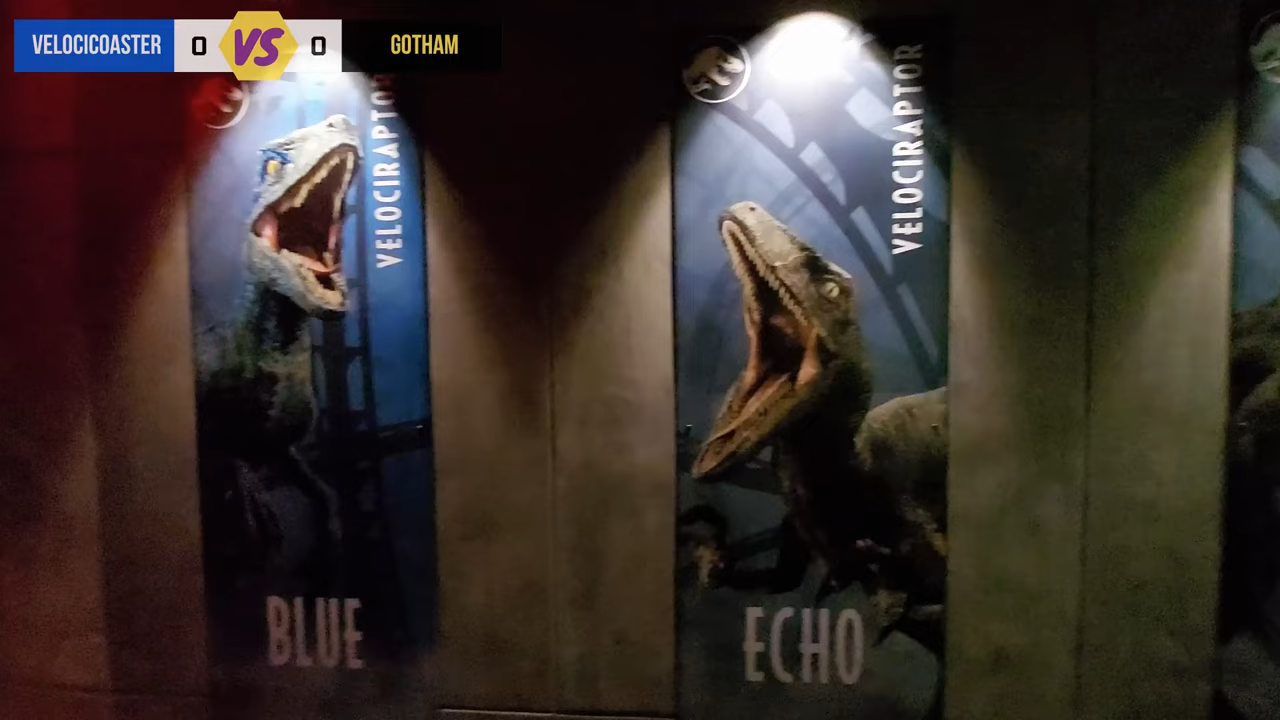 VELOCICOASTER 0 VS 0 GOTHAM
VELOCIRAPTOR
VELOCIRAPTOR
BLUE
ECHO